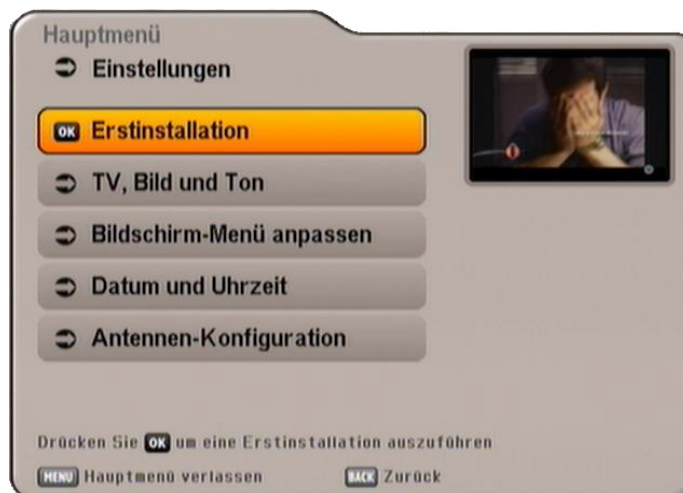 Hauptmenü
Einstellungen
OK Erstinstallation
TV, Bild und Ton
Bildschirm-Menü anpassen
Datum und Uhrzeit
Antennen-Konfiguration
Drücken Sie OK um eine Erstinstallation auszuführen
MENU Hauptmenü verlassen BACK Zurück